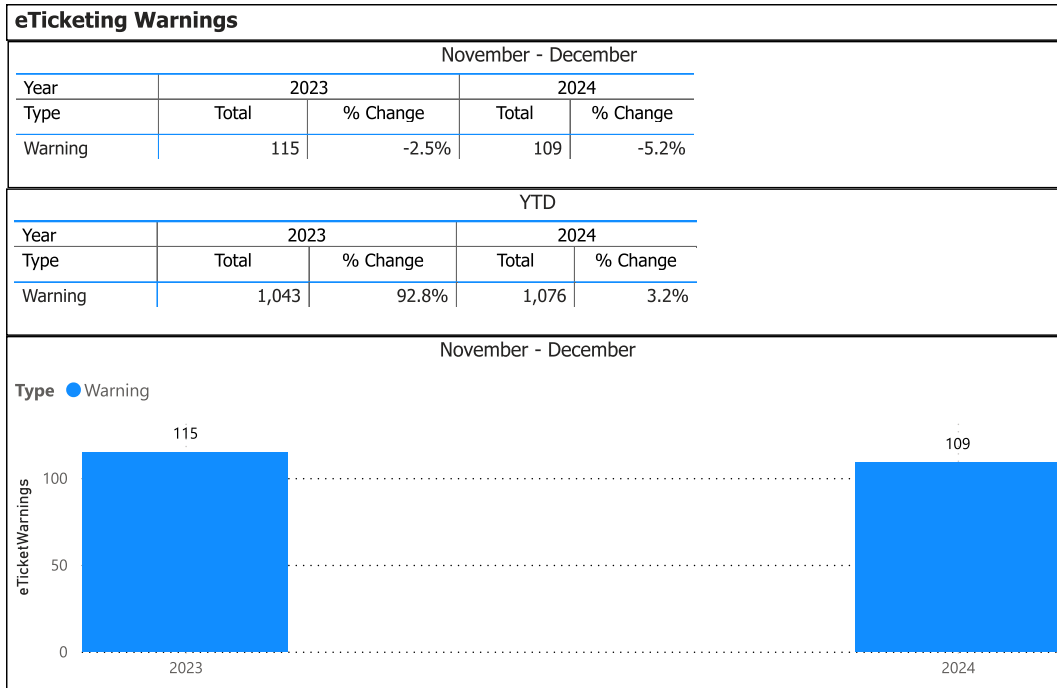 eTicketing Warnings
November - December
Year 2023 2024
Type Total % Change Total % Change
Warning 115 -2.5% 109 -5.2%
YTD
Year 2023 2024
Type Total % Change Total % Change
Warning 1,043 92.8% 1,076 3.2%
November - December
Type Warning
115
109
100
50
0
eTicketWarnings
2023 2024